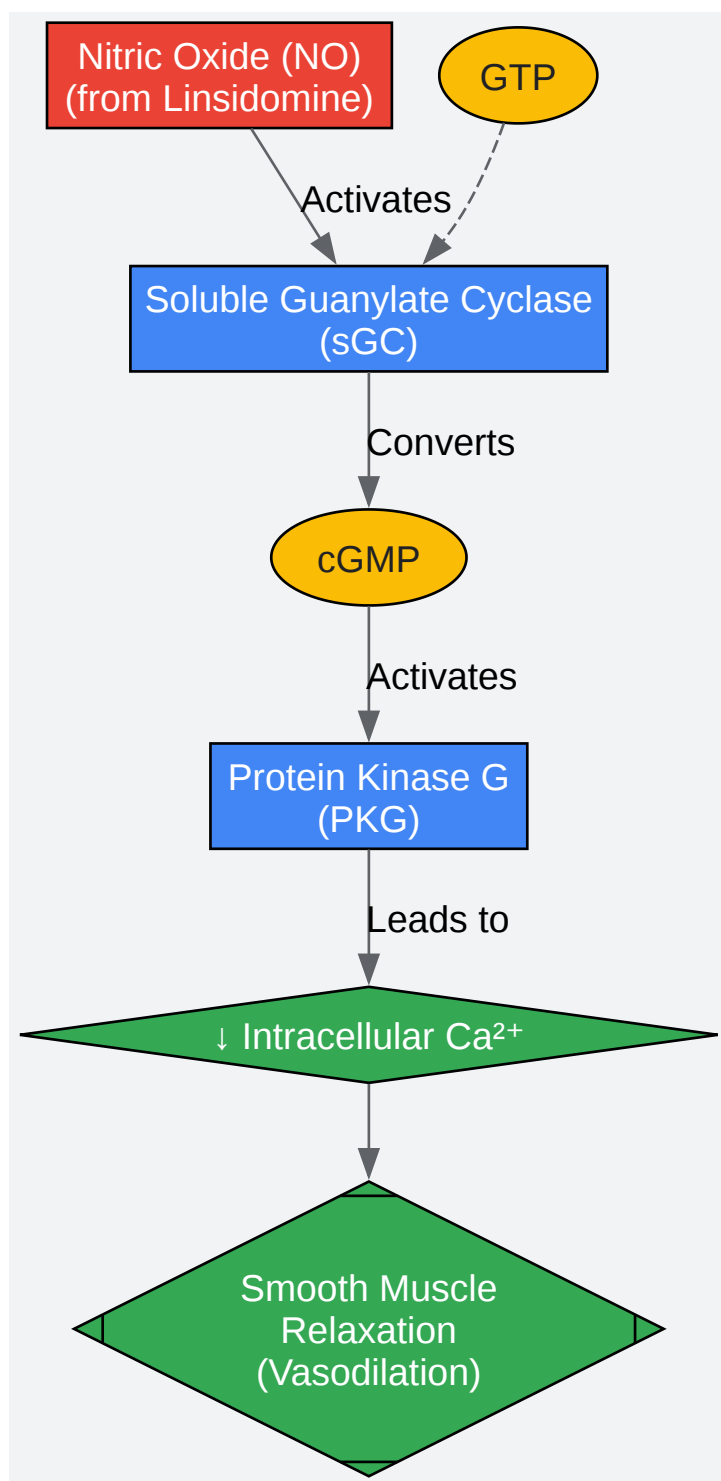 Nitric Oxide (NO)
(from Linsidomine)
GTP
Activates
Soluble Guanylate Cyclase
(sGC)
Converts
cGMP
Activates
Protein Kinase G
(PKG)
Leads to
↓ Intracellular Ca²⁺
Smooth Muscle
Relaxation
(Vasodilation)